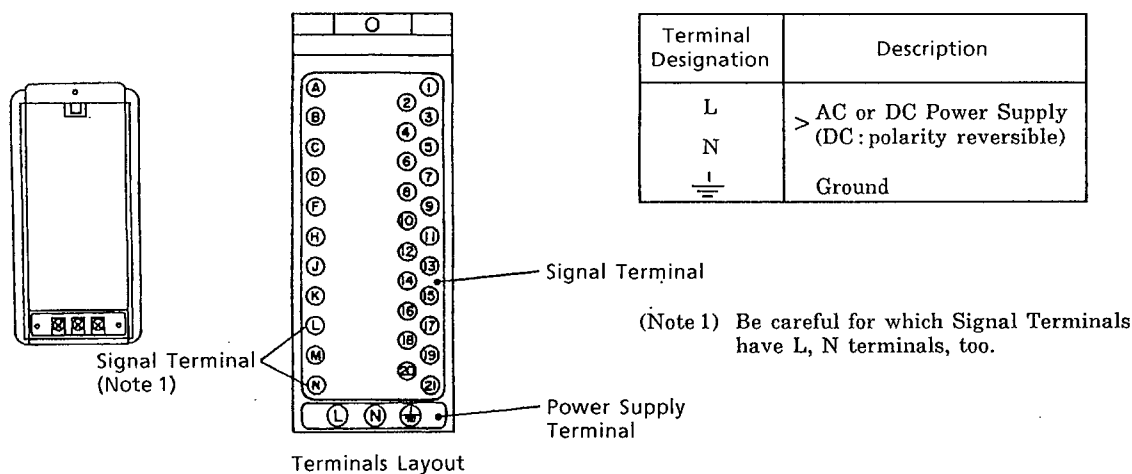 Terminal Designation
Description
L
N
> AC or DC Power Supply
(DC : polarity reversible)
Ground
A
B
C
D
F
H
J
K
L
M
N
1
2
3
4
5
6
7
8
9
10
11
12
13
14
15
16
17
18
19
20
21
L N
Signal Terminal
(Note 1)
Signal Terminal
Power Supply
Terminal
Terminals Layout
(Note 1) Be careful for which Signal Terminals
have L, N terminals, too.